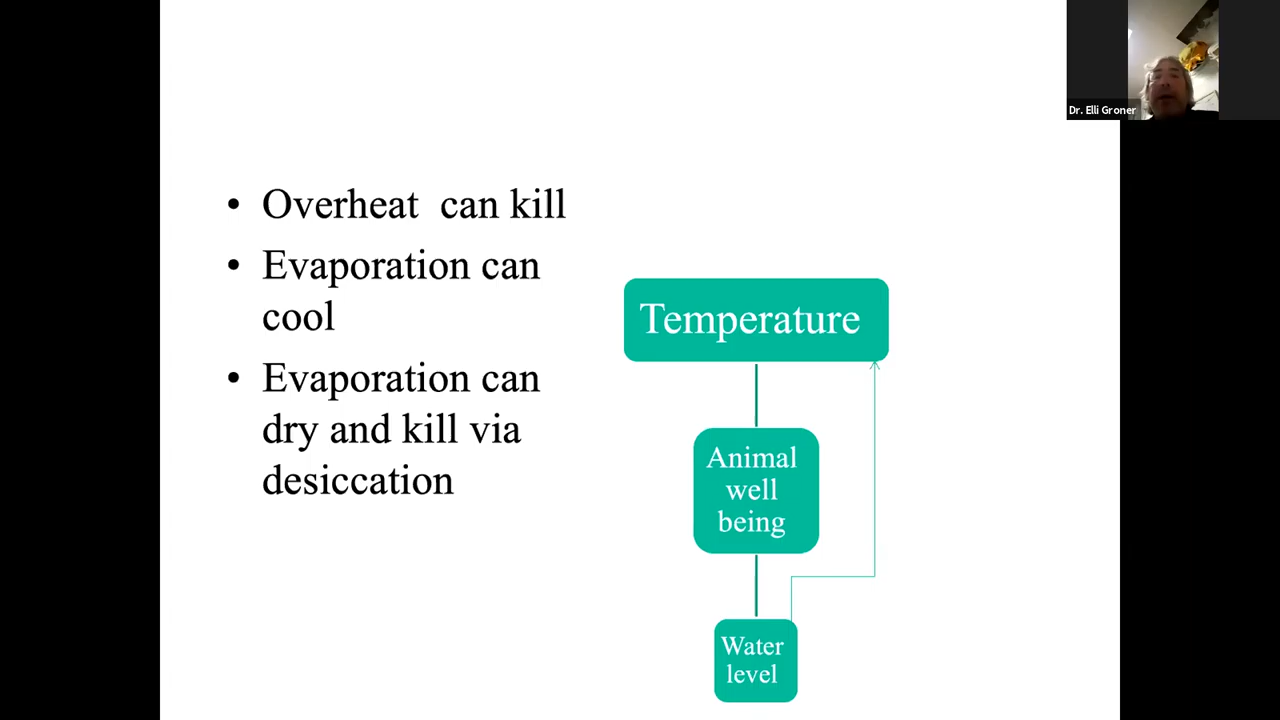 Dr. Elli Groner
• Overheat  can kill
• Evaporation can
cool
• Evaporation can
dry and kill via
desiccation
Temperature
Animal
well
being
Water
level